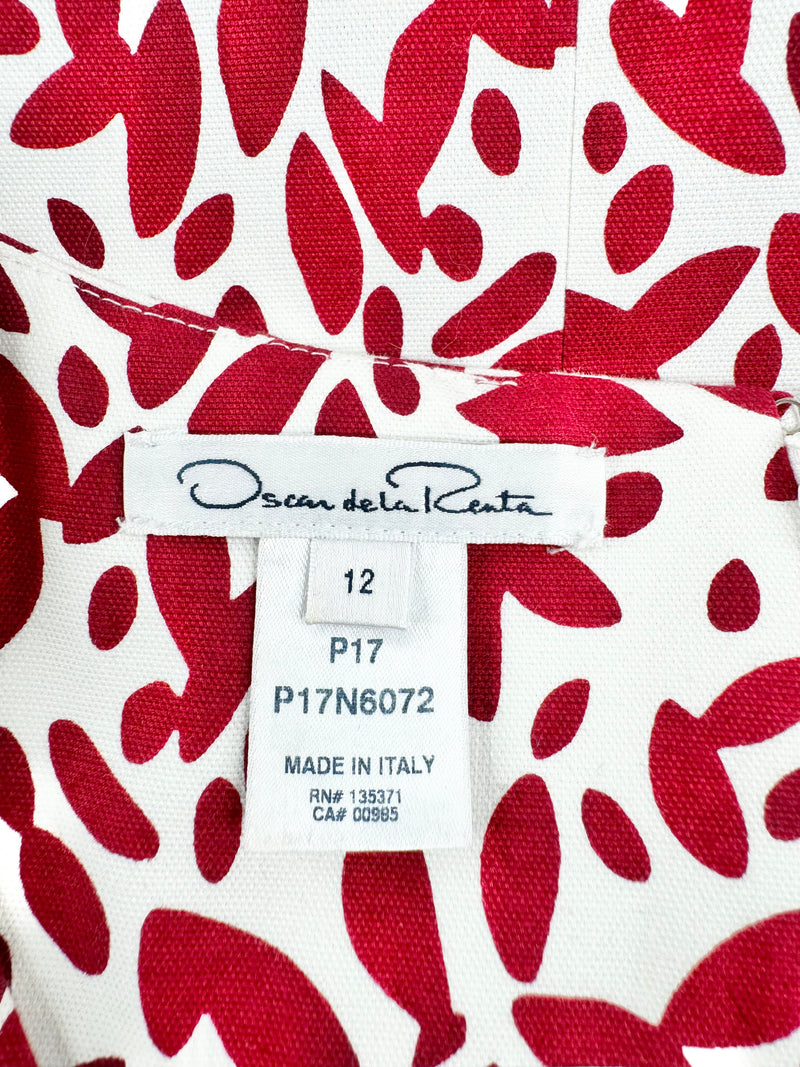 Oscar de la Renta
12
P17
P17N6072
MADE IN ITALY
RN# 135371
CA# 00985